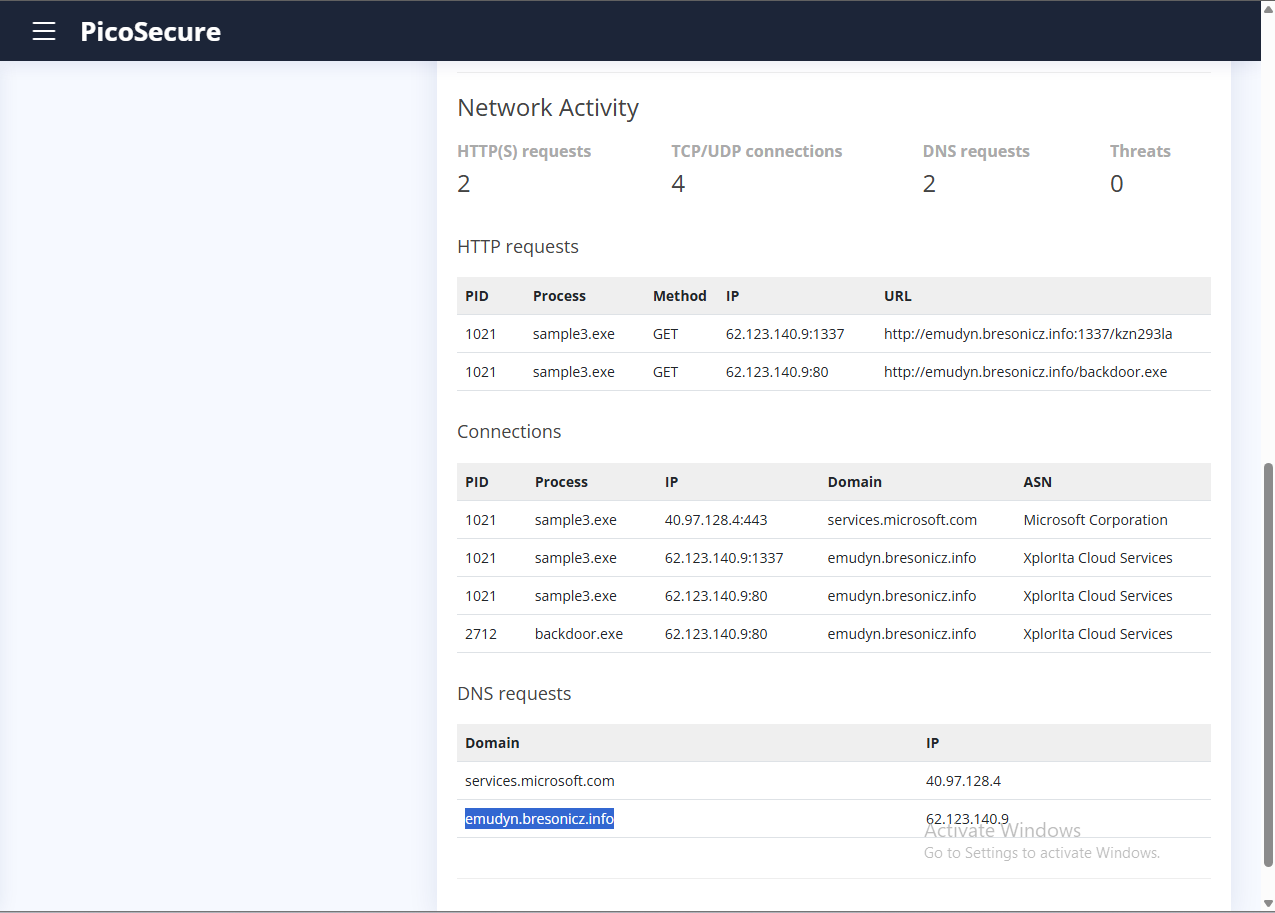 PicoSecure
Network Activity
HTTP(S) requests TCP/UDP connections DNS requests Threats
2 4 2 0
HTTP requests
PID Process Method IP URL
1021 sample3.exe GET 62.123.140.9:1337 http://emudyn.bresonicz.info:1337/kzn293la
1021 sample3.exe GET 62.123.140.9:80 http://emudyn.bresonicz.info/backdoor.exe
Connections
PID Process IP Domain ASN
1021 sample3.exe 40.97.128.4:443 services.microsoft.com Microsoft Corporation
1021 sample3.exe 62.123.140.9:1337 emudyn.bresonicz.info XplorIta Cloud Services
1021 sample3.exe 62.123.140.9:80 emudyn.bresonicz.info XplorIta Cloud Services
2712 backdoor.exe 62.123.140.9:80 emudyn.bresonicz.info XplorIta Cloud Services
DNS requests
Domain IP
services.microsoft.com 40.97.128.4
emudyn.bresonicz.info 62.123.140.9
Activate Windows
Go to Settings to activate Windows.